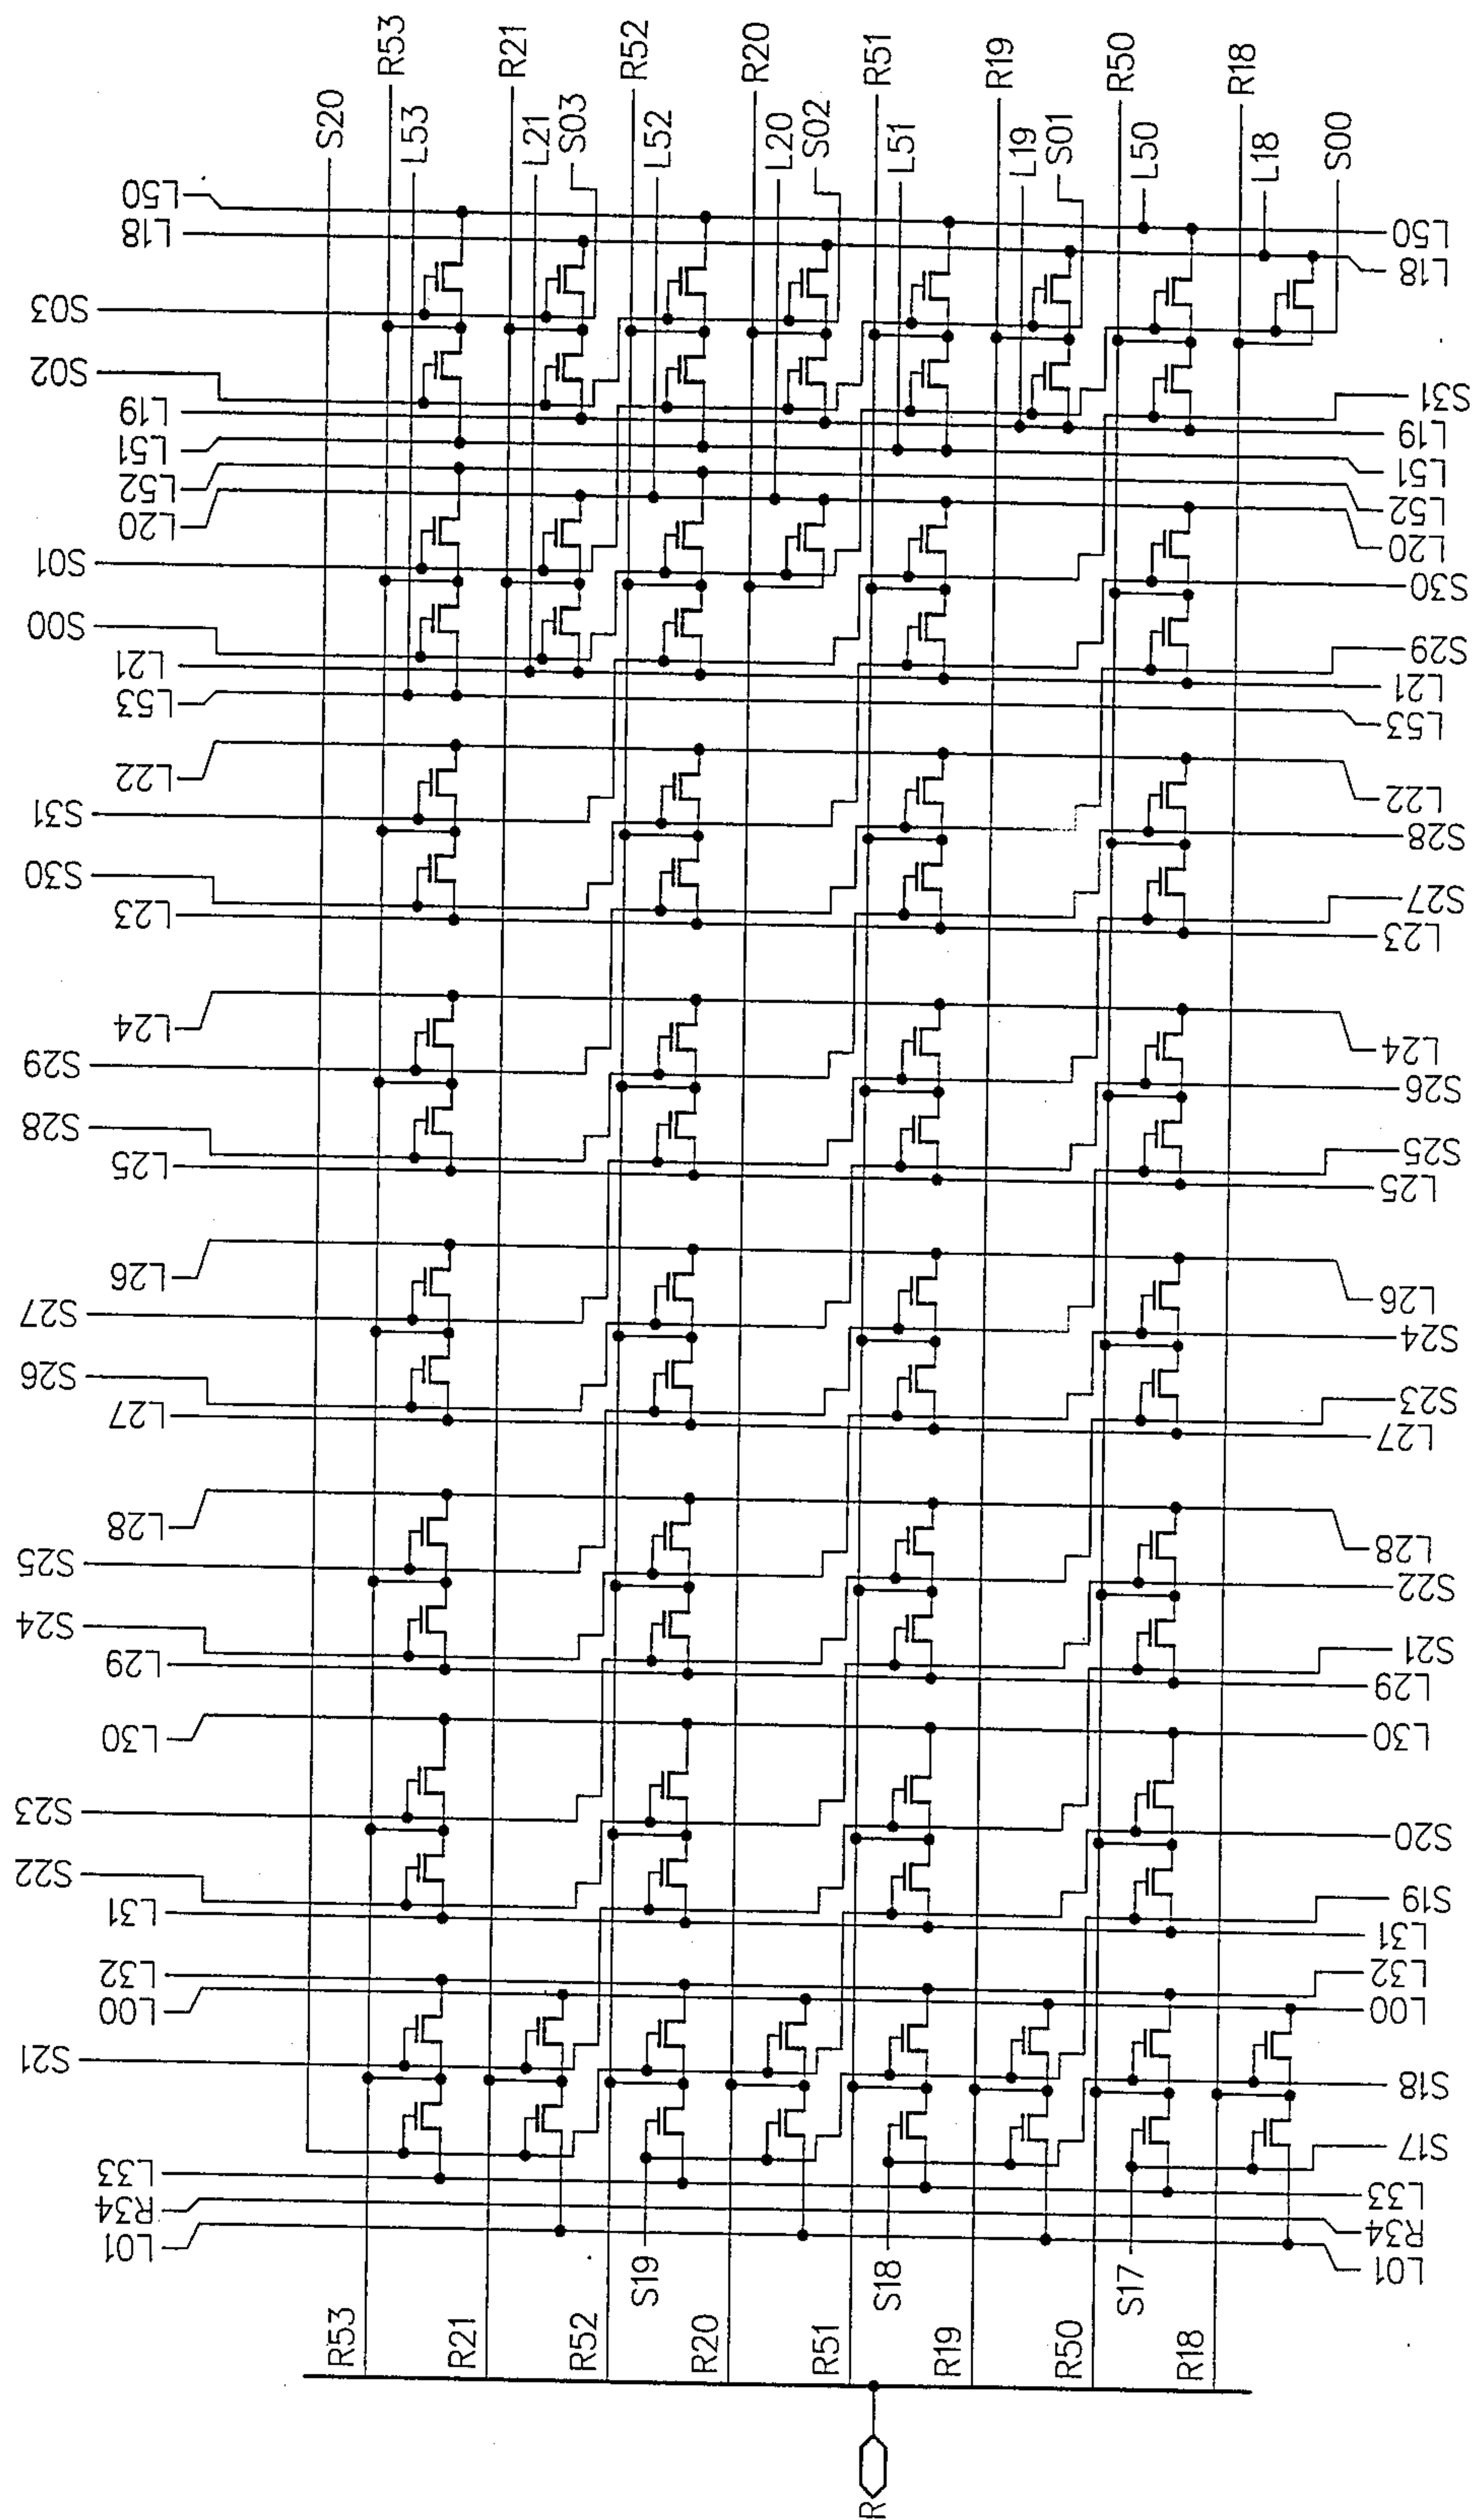 S20
R53
L53
R21
L21
S03
R52
L52
R20
L20
S02
R51
L51
R19
L19
S01
R50
L50
R18
L18
S00
L50
L18
S03
S02
L19
L51
L52
L20
S01
S00
L21
L53
L22
S31
S30
L23
L24
S29
S28
L25
L26
S27
S26
L27
L28
S25
S24
L29
L30
S23
S22
L31
L32
L00
S21
L33
R34
L01
L50
L18
S31
L19
L51
L52
L20
S30
S29
L21
L53
L22
S28
S27
L23
L24
S26
S25
L25
L26
S24
S23
L27
L28
S22
S21
L29
L30
S20
S19
L31
L32
L00
S18
S17
L33
R34
L01
R53
R21
R52
S19
R20
R51
S18
R19
R50
S17
R18
R